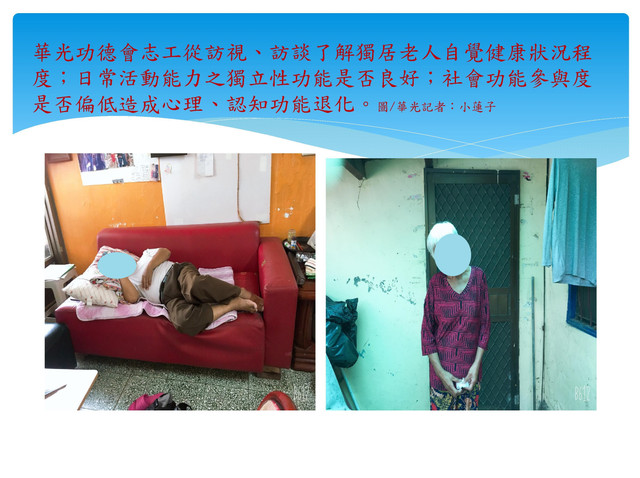 華光功德會志工從訪視、訪談了解獨居老人自覺健康狀況程
度；日常活動能力之獨立性功能是否良好；社會功能參與度
是否偏低造成心理、認知功能退化。圖/華光記者：小蓮子